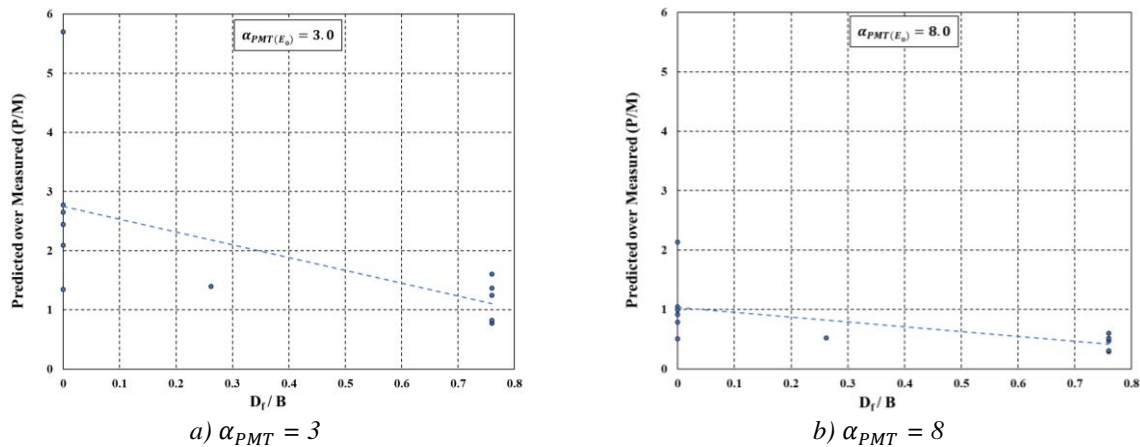 α_PMT(E_o) = 3.0
Predicted over Measured (P/M)
6
5
4
3
2
1
0
0 0.1 0.2 0.3 0.4 0.5 0.6 0.7 0.8
D_f / B
a) α_PMT = 3
α_PMT(E_o) = 8.0
Predicted over Measured (P/M)
6
5
4
3
2
1
0
0 0.1 0.2 0.3 0.4 0.5 0.6 0.7 0.8
D_f / B
b) α_PMT = 8